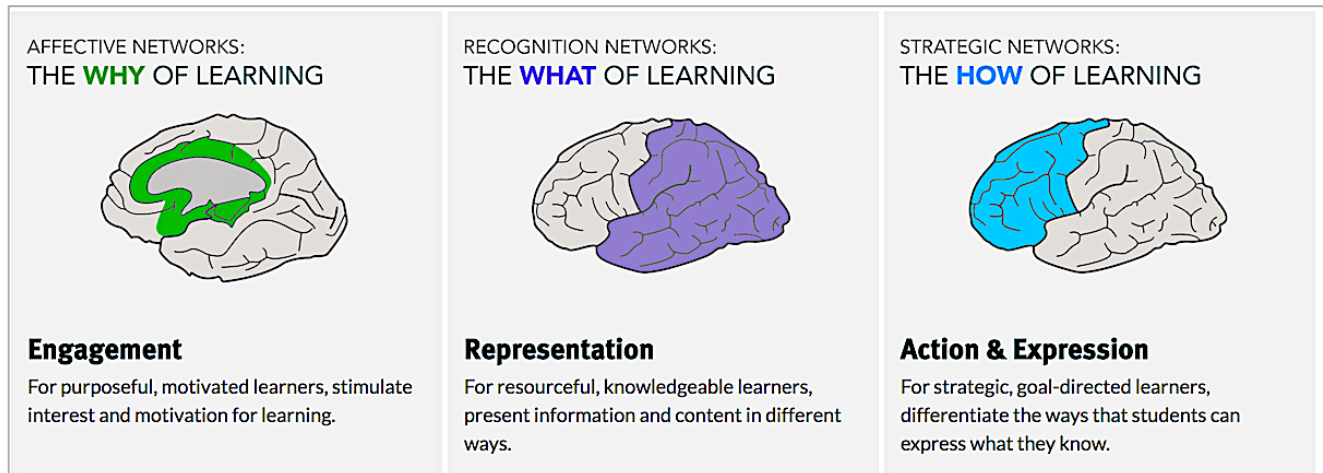 AFFECTIVE NETWORKS:
THE WHY OF LEARNING
Engagement
For purposeful, motivated learners, stimulate
interest and motivation for learning.
RECOGNITION NETWORKS:
THE WHAT OF LEARNING
Representation
For resourceful, knowledgeable learners,
present information and content in different
ways.
STRATEGIC NETWORKS:
THE HOW OF LEARNING
Action & Expression
For strategic, goal-directed learners,
differentiate the ways that students can
express what they know.